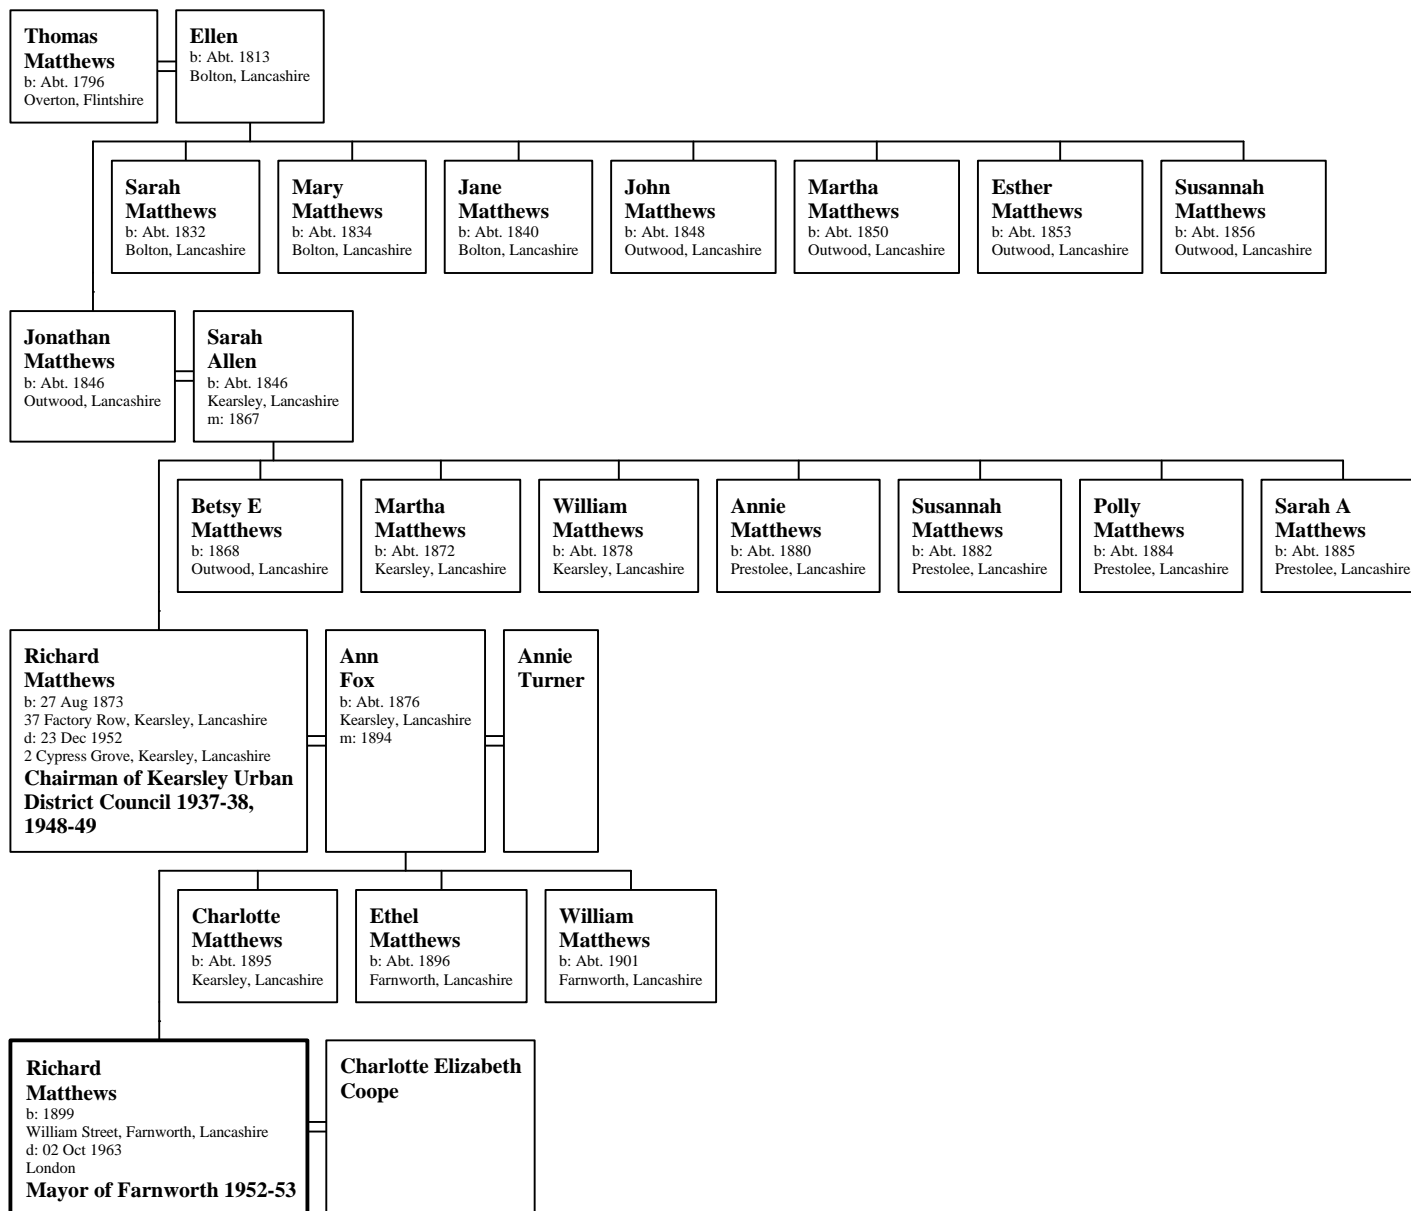 Thomas
Matthews
b: Abt. 1796
Overton, Flintshire
Ellen
b: Abt. 1813
Bolton, Lancashire
Sarah
Matthews
b: Abt. 1832
Bolton, Lancashire
Mary
Matthews
b: Abt. 1834
Bolton, Lancashire
Jane
Matthews
b: Abt. 1840
Bolton, Lancashire
John
Matthews
b: Abt. 1848
Outwood, Lancashire
Martha
Matthews
b: Abt. 1850
Outwood, Lancashire
Esther
Matthews
b: Abt. 1853
Outwood, Lancashire
Susannah
Matthews
b: Abt. 1856
Outwood, Lancashire
Jonathan
Matthews
b: Abt. 1846
Outwood, Lancashire
Sarah
Allen
b: Abt. 1846
Kearsley, Lancashire
m: 1867
Betsy E
Matthews
b: 1868
Outwood, Lancashire
Martha
Matthews
b: Abt. 1872
Kearsley, Lancashire
William
Matthews
b: Abt. 1878
Kearsley, Lancashire
Annie
Matthews
b: Abt. 1880
Prestolee, Lancashire
Susannah
Matthews
b: Abt. 1882
Prestolee, Lancashire
Polly
Matthews
b: Abt. 1884
Prestolee, Lancashire
Sarah A
Matthews
b: Abt. 1885
Prestolee, Lancashire
Richard
Matthews
b: 27 Aug 1873
37 Factory Row, Kearsley, Lancashire
d: 23 Dec 1952
2 Cypress Grove, Kearsley, Lancashire
Chairman of Kearsley Urban
District Council 1937-38,
1948-49
Ann
Fox
b: Abt. 1876
Kearsley, Lancashire
m: 1894
Annie
Turner
Charlotte
Matthews
b: Abt. 1895
Kearsley, Lancashire
Ethel
Matthews
b: Abt. 1896
Farnworth, Lancashire
William
Matthews
b: Abt. 1901
Farnworth, Lancashire
Richard
Matthews
b: 1899
William Street, Farnworth, Lancashire
d: 02 Oct 1963
London
Mayor of Farnworth 1952-53
Charlotte Elizabeth
Coope